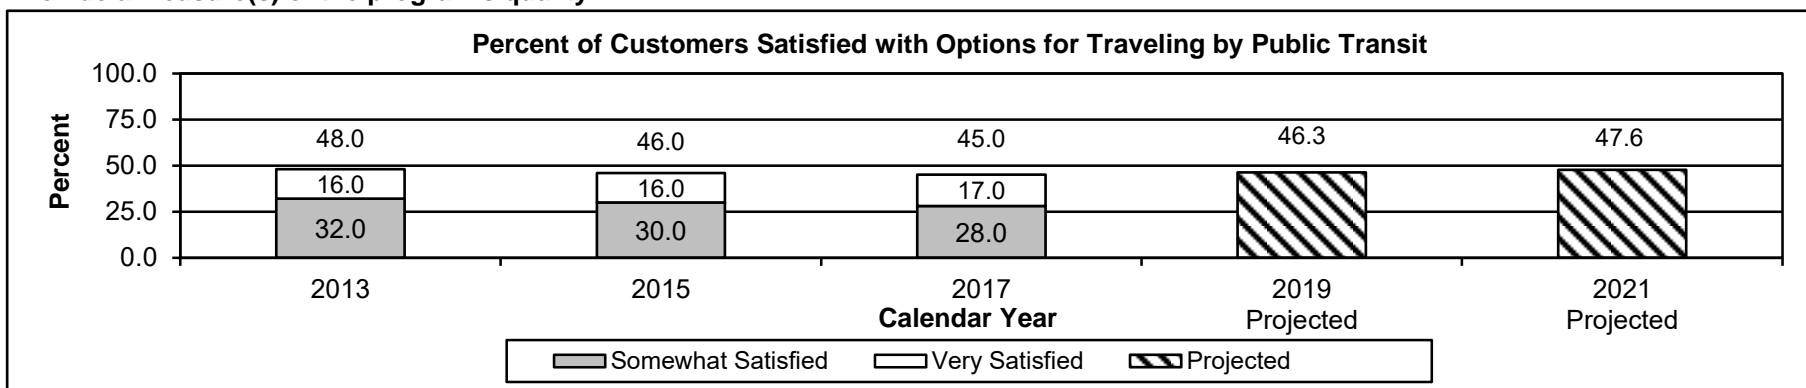 Percent of Customers Satisfied with Options for Traveling by Public Transit
100.0
75.0
50.0
25.0
0.0
Percent
48.0 46.0 45.0 46.3 47.6
16.0 16.0 17.0
32.0 30.0 28.0
2013 2015 2017 2019 2021
Calendar Year Projected Projected
Somewhat Satisfied Very Satisfied Projected